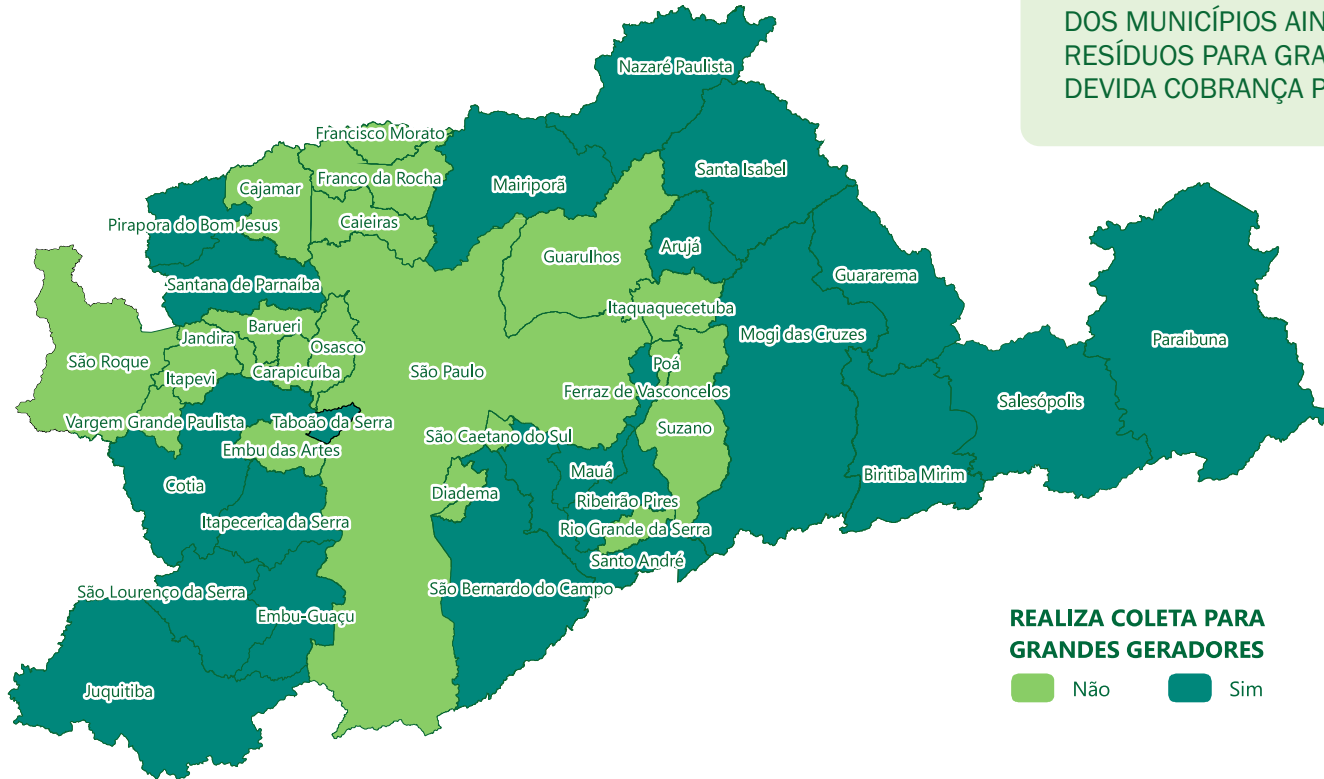 DOS MUNICÍPIOS AIN
RESÍDUOS PARA GRA
DEVIDA COBRANÇA P
Nazaré Paulista
Francisco Morato
Santa Isabel
Franco da Rocha
Mairiporã
Cajamar
Caieiras
Pirapora do Bom Jesus
Arujá
Guarulhos
Guararema
Santana de Parnaíba
Itaquaquecetuba
Barueri
Mogi das Cruzes
Jandira
Osasco
Paraibuna
São Roque
Poá
Carapicuíba
São Paulo
Itapevi
Ferraz de Vasconcelos
Salesópolis
Vargem Grande Paulista
Taboão da Serra
Suzano
São Caetano do Sul
Embu das Artes
Mauá
Biritiba Mirim
Cotia
Diadema
Ribeirão Pires
Itapecerica da Serra
Rio Grande da Serra
Santo André
São Bernardo do Campo
São Lourenço da Serra
Embu-Guaçu
Juquitiba
REALIZA COLETA PARA
GRANDES GERADORES
Não
Sim